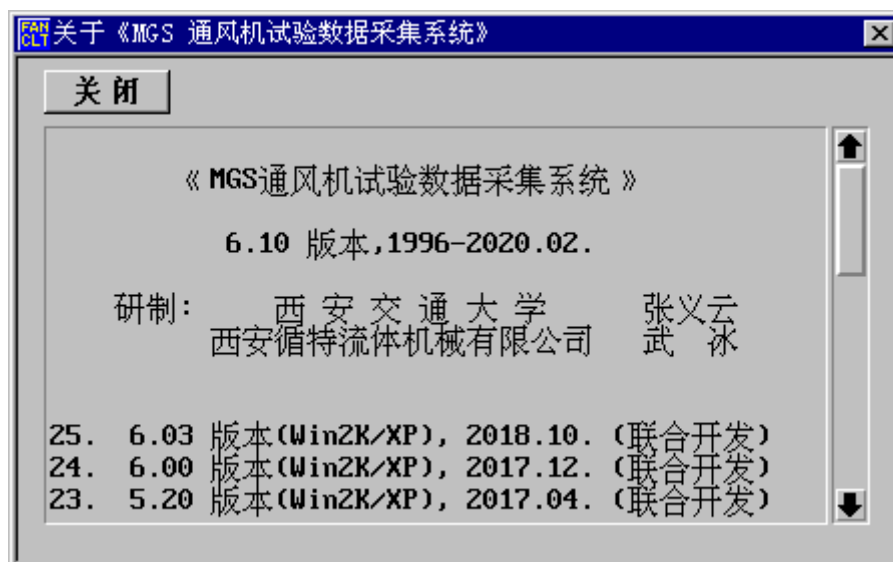 FAN CLT 关于《MGS 通风机试验数据采集系统》
关 闭
《 MGS通风机试验数据采集系统 》
6.10 版本,1996-2020.02.
研制: 西 安 交 通 大 学 张义云
西安循特流体机械有限公司 武 冰
25. 6.03 版本(Win2K/XP), 2018.10. (联合开发)
24. 6.00 版本(Win2K/XP), 2017.12. (联合开发)
23. 5.20 版本(Win2K/XP), 2017.04. (联合开发)